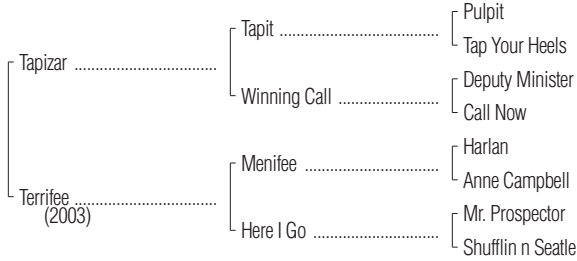 Pulpit
Tapit ......................................
Tap Your Heels
Tapizar ......................................
Deputy Minister
Winning Call ..........................
Call Now
Harlan
Menifee ...................................
Anne Campbell
Terrifee ......................................
(2003)
Mr. Prospector
Here I Go .................................
Shufflin n Seatle